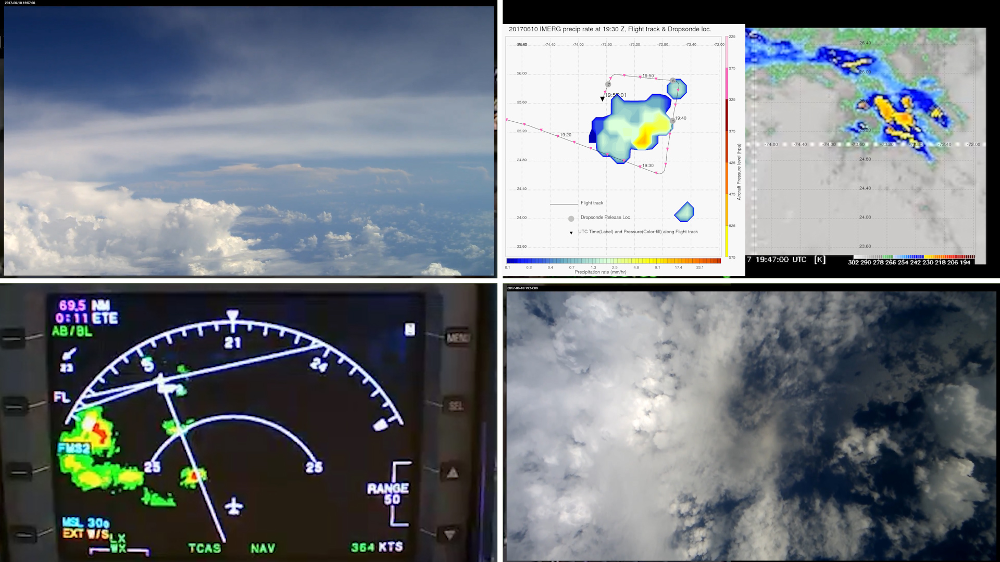 2017-06-10 19:57:06
20170610 IMERG precip rate at 19:30 Z, Flight track & Dropsonde loc.
-74.40 -74.00 -73.60 -73.20 -72.80 -72.40 -72.00
26.00
25.60
25.20
24.80
24.40
24.00
23.60
19:50
7
6
19:57:01
5
19:40
19:20
19:30
Flight track
Dropsonde Release Loc
UTC Time(Label) and Pressure(Color-fill) along Flight track
0.1 0.2 0.4 0.7 1.3 2.5 4.8 9.1 17.4 33.1
Precipitation rate (mm/hr)
225
275
325
375
425
475
525
575
Aircraft Pressure level (hpa)
26.40
26.00
25.20
-74.80 -74.40 -74.00 -73.60 -73.20 -72.80 -72.40 -72.00
24.80
24.40
24.00
23.60
7 19:47:00 UTC [K]
302 290 278 266 254 242 230 218 206 194
69.5 NM
0:11 ETE
AB/BL
23
FL
21
24
25 25
FMS2
RANGE
50
MSL 30
EXT W/S
LX
WX
TCAS NAV 364 KTS
MENU
SEL
2017-06-10 19:57:06